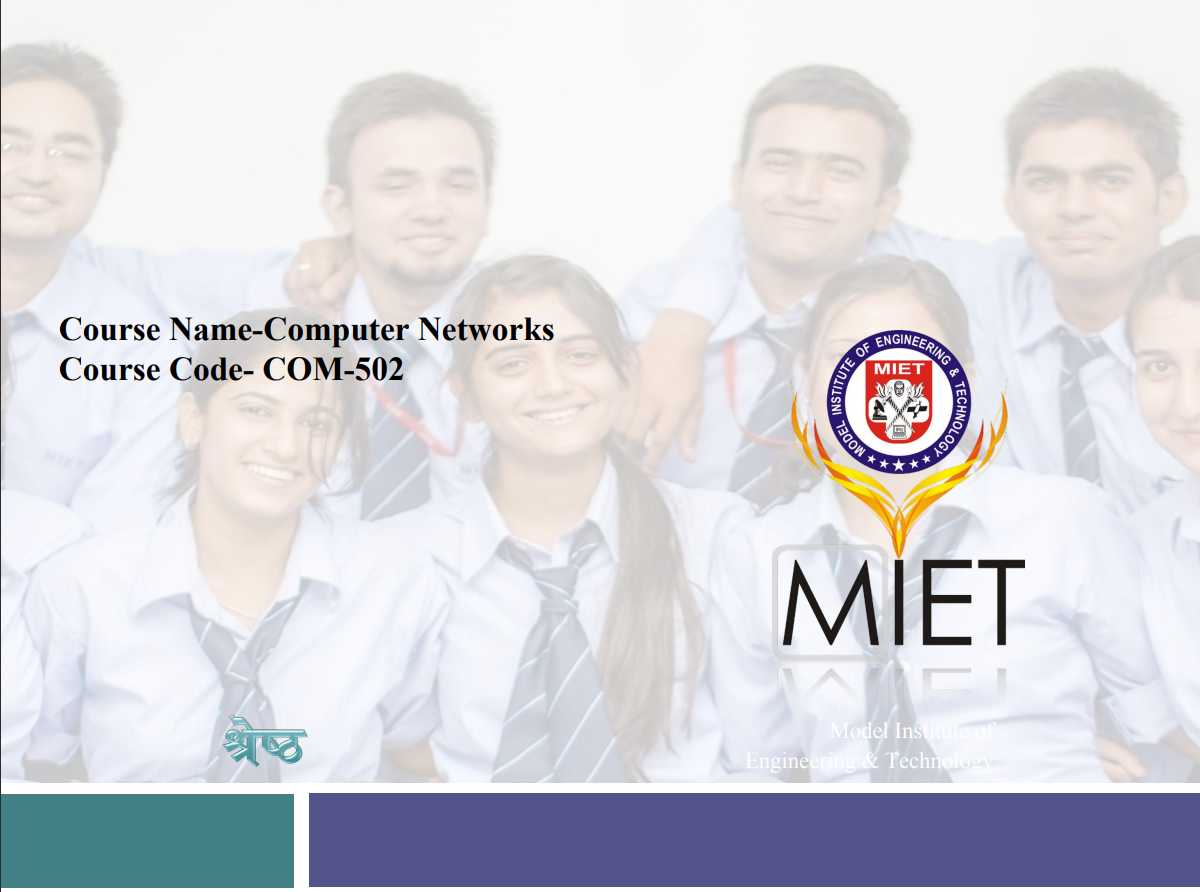 Course Name-Computer Networks
Course Code- COM-502
MODEL INSTITUTE OF ENGINEERING & TECHNOLOGY
MIET
MIET
श्रेष्ठ
Model Institute of
Engineering & Technology